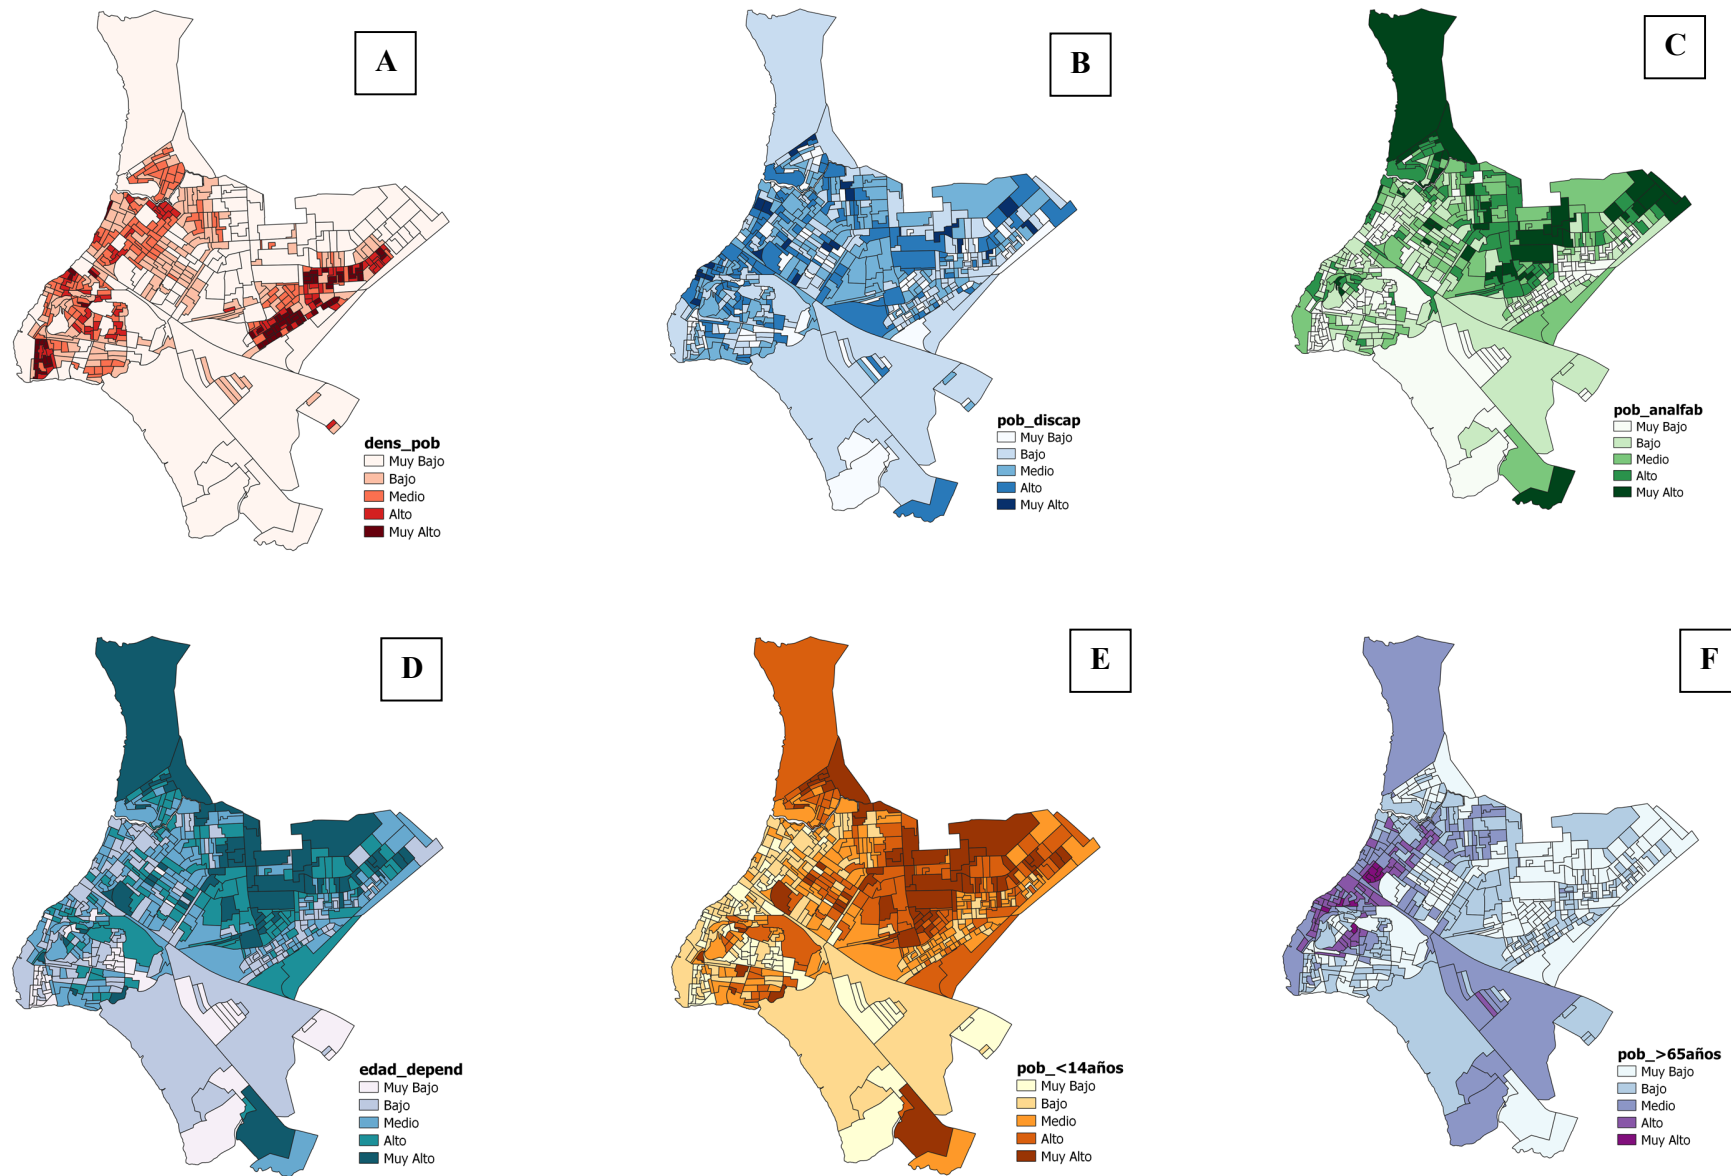 A
B
C
dens_pob
Muy Bajo
Bajo
Medio
Alto
Muy Alto
pob_discap
Muy Bajo
Bajo
Medio
Alto
Muy Alto
pob_analfab
Muy Bajo
Bajo
Medio
Alto
Muy Alto
D
E
F
edad_depend
Muy Bajo
Bajo
Medio
Alto
Muy Alto
pob_<14años
Muy Bajo
Bajo
Medio
Alto
Muy Alto
pob_>65años
Muy Bajo
Bajo
Medio
Alto
Muy Alto